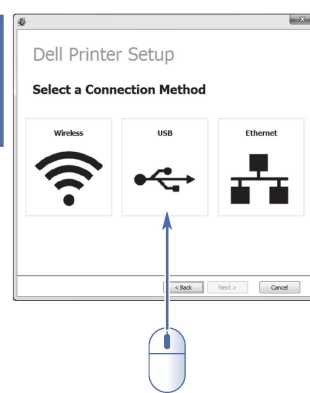 Dell Printer Setup
Select a Connection Method
Wireless USB Ethernet
< Back Next > Cancel